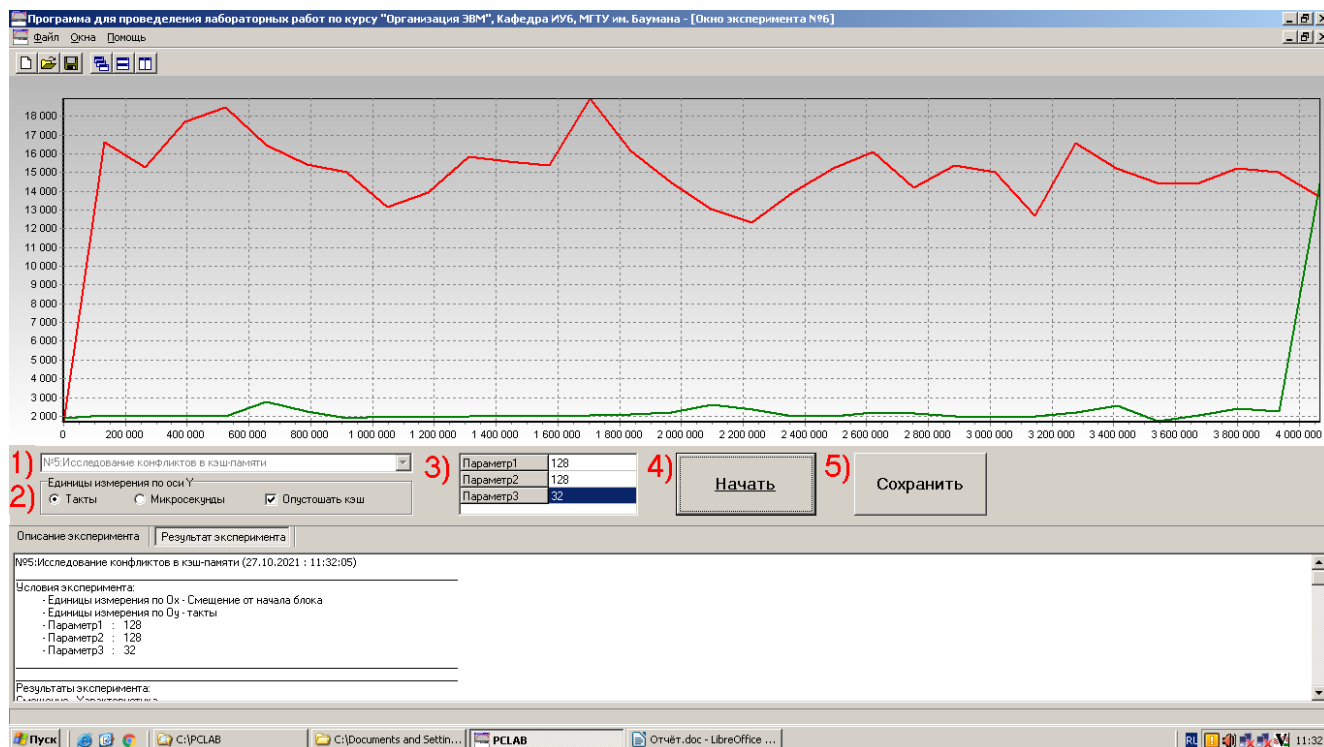 Программа для проведеления лабораторных работ по курсу "Организация ЭВМ", Кафедра ИУ6, МГТУ им. Баумана - [Окно эксперимента №6]
Файл Окна Помощь
18 000
17 000
16 000
15 000
14 000
13 000
12 000
11 000
10 000
9 000
8 000
7 000
6 000
5 000
4 000
3 000
2 000
0 200 000 400 000 600 000 800 000 1 000 000 1 200 000 1 400 000 1 600 000 1 800 000 2 000 000 2 200 000 2 400 000 2 600 000 2 800 000 3 000 000 3 200 000 3 400 000 3 600 000 3 800 000 4 000 000
1) №5:Исследование конфликтов в кэш-памяти
2) Единицы измерения по оси Y
Такты Микросекунды Опустошать кэш
3) Параметр1 128
Параметр2 128
Параметр3 32
4) Начать
5) Сохранить
Описание эксперимента Результат эксперимента
№5:Исследование конфликтов в кэш-памяти (27.10.2021 : 11:32:05)
Условия эксперимента:
- Единицы измерения по Ox - Смещение от начала блока
- Единицы измерения по Oy - такты
- Параметр1 : 128
- Параметр2 : 128
- Параметр3 : 32
Результаты эксперимента:
Смещение Характеристика
Пуск C:\PCLAB C:\Documents and Settin... PCLAB Отчёт.doc - LibreOffice ... RL 11:32